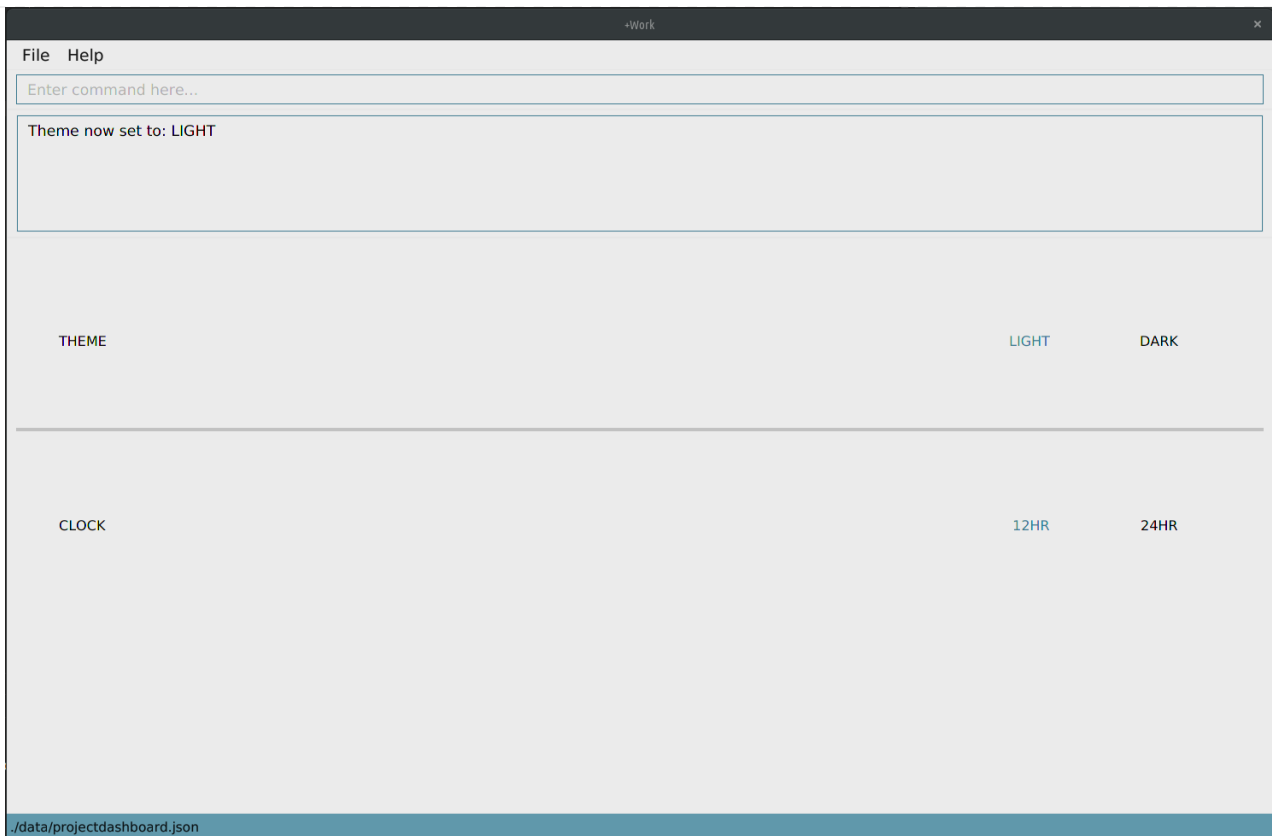 +Work
×
File Help
Enter command here...
Theme now set to: LIGHT
THEME LIGHT DARK
CLOCK 12HR 24HR
./data/projectdashboard.json